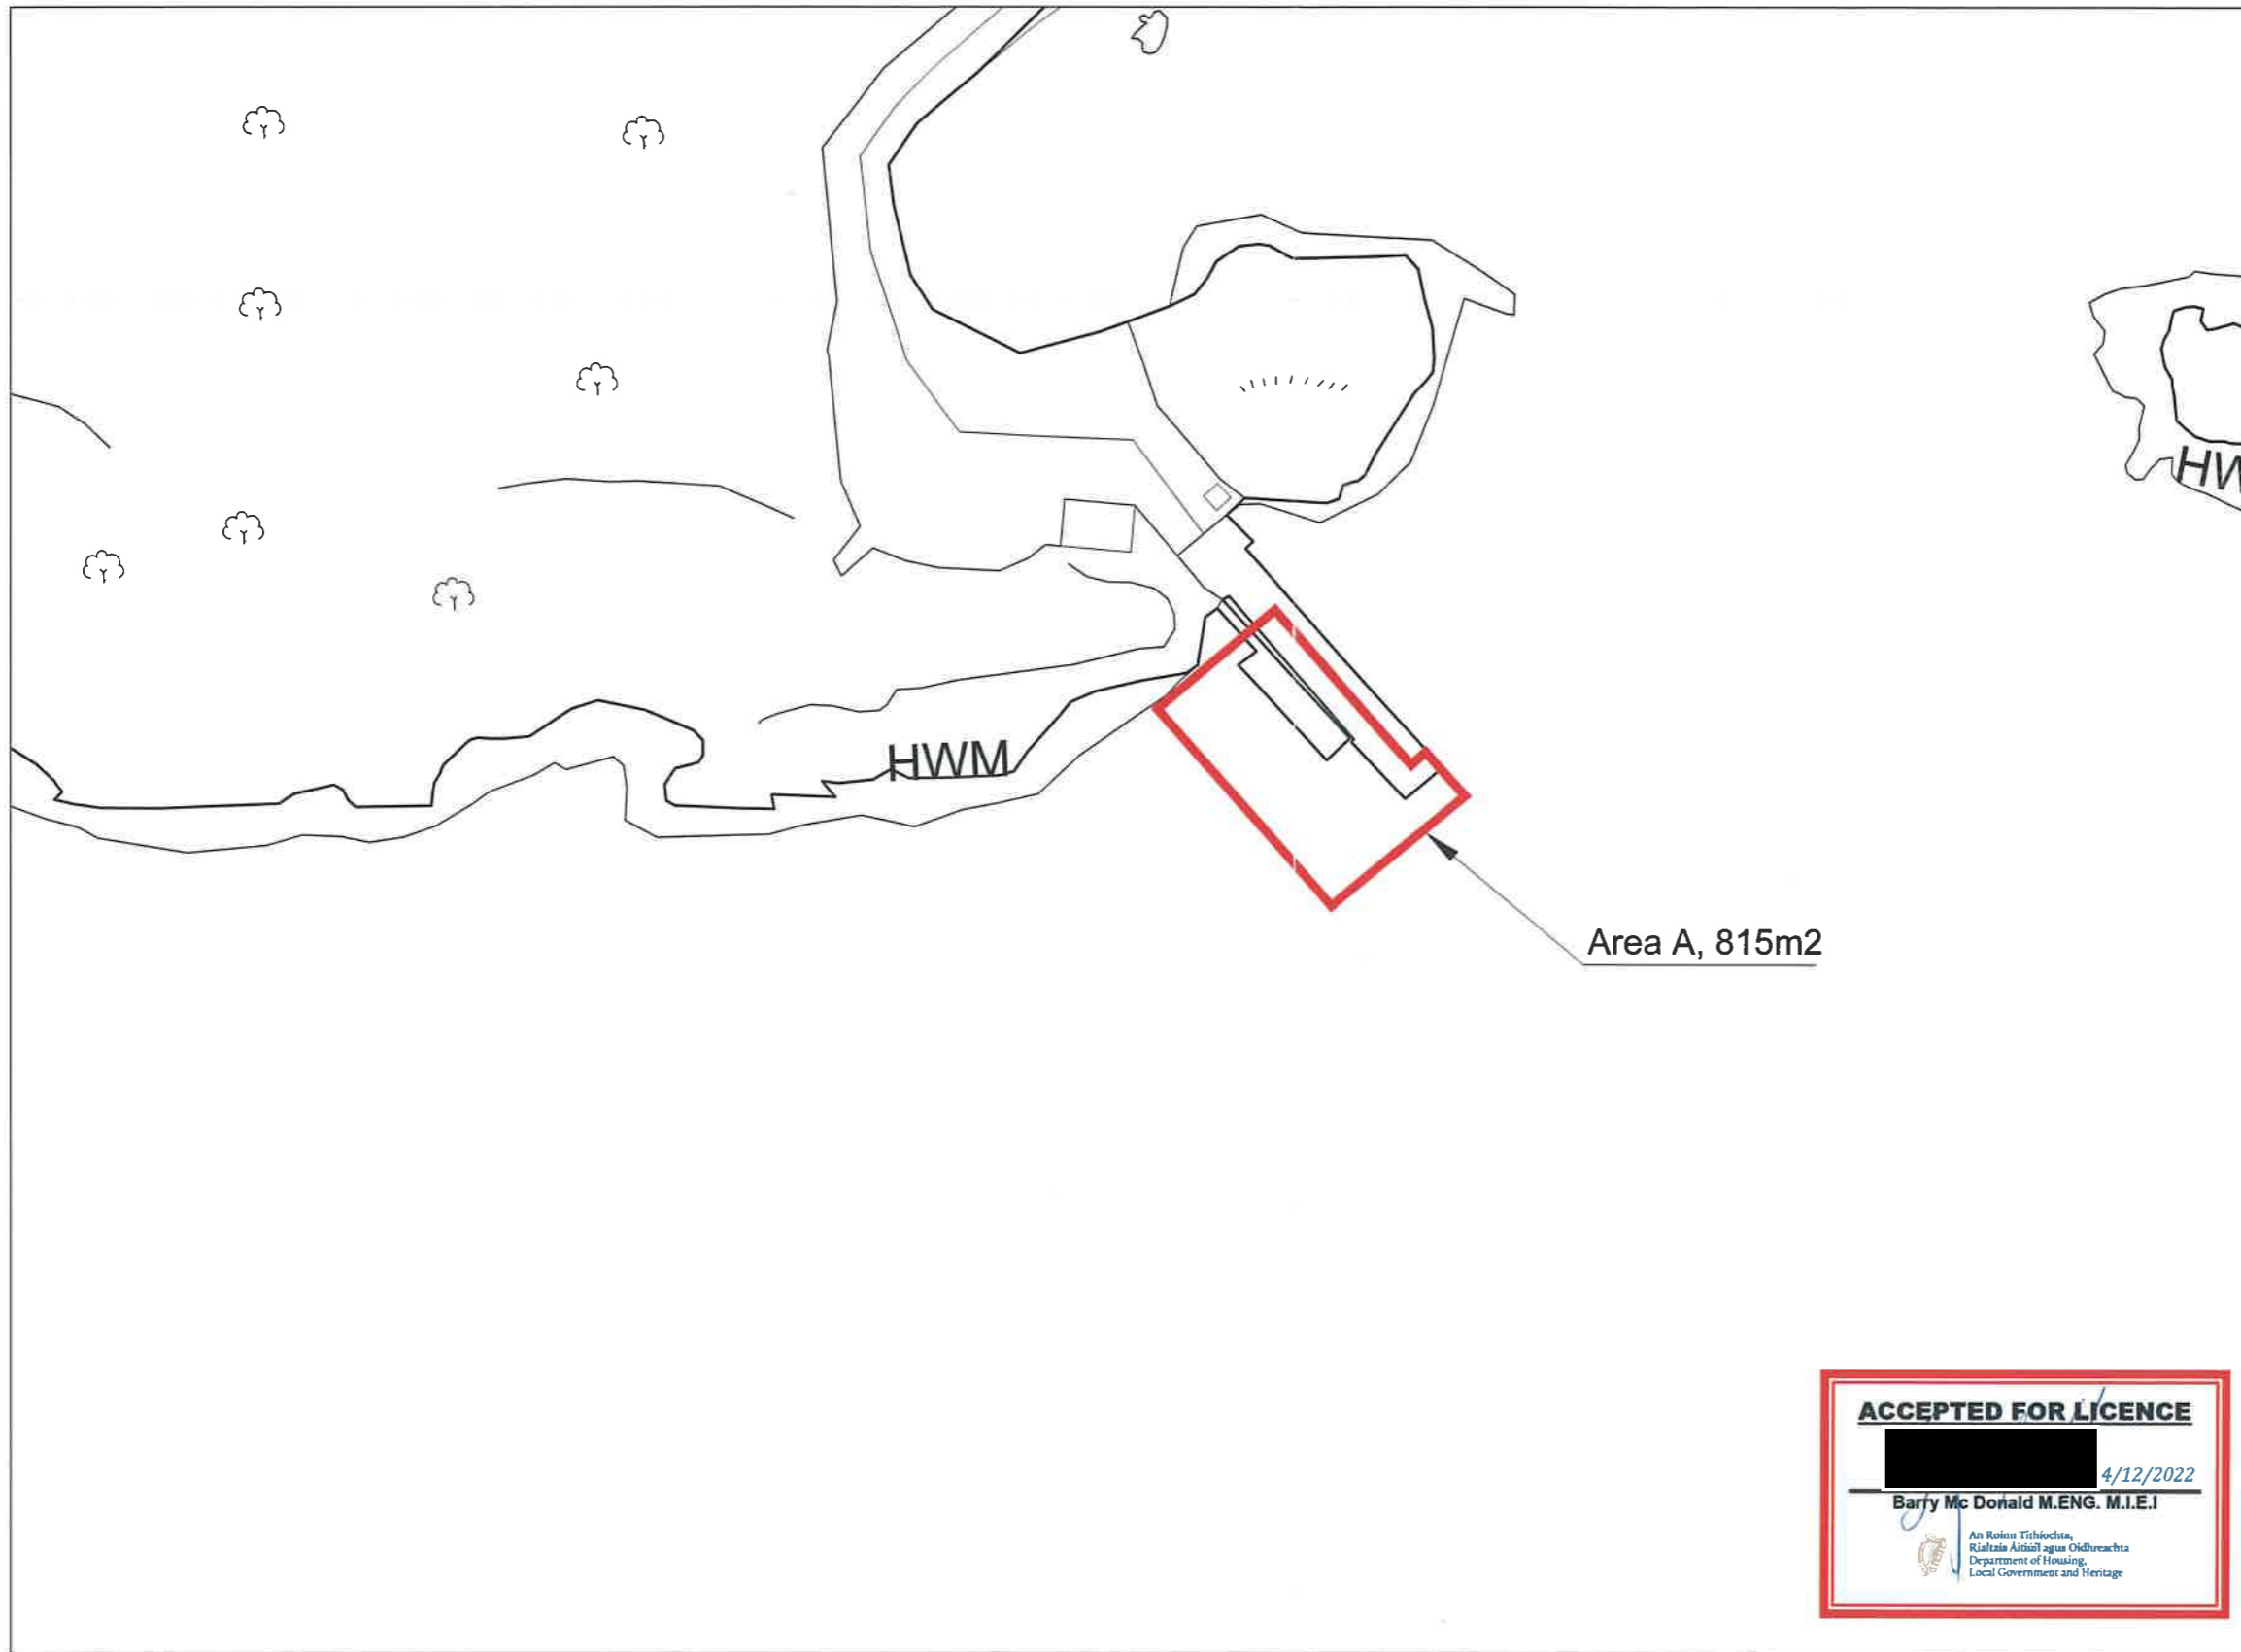 HW
HWM
Area A, 815m2
ACCEPTED FOR LICENCE
4/12/2022
Barry Mc Donald M.ENG. M.I.E.I
An Roinn Tithíochta,
Rialtais Áitiúil agus Oidhreachta
Department of Housing,
Local Government and Heritage